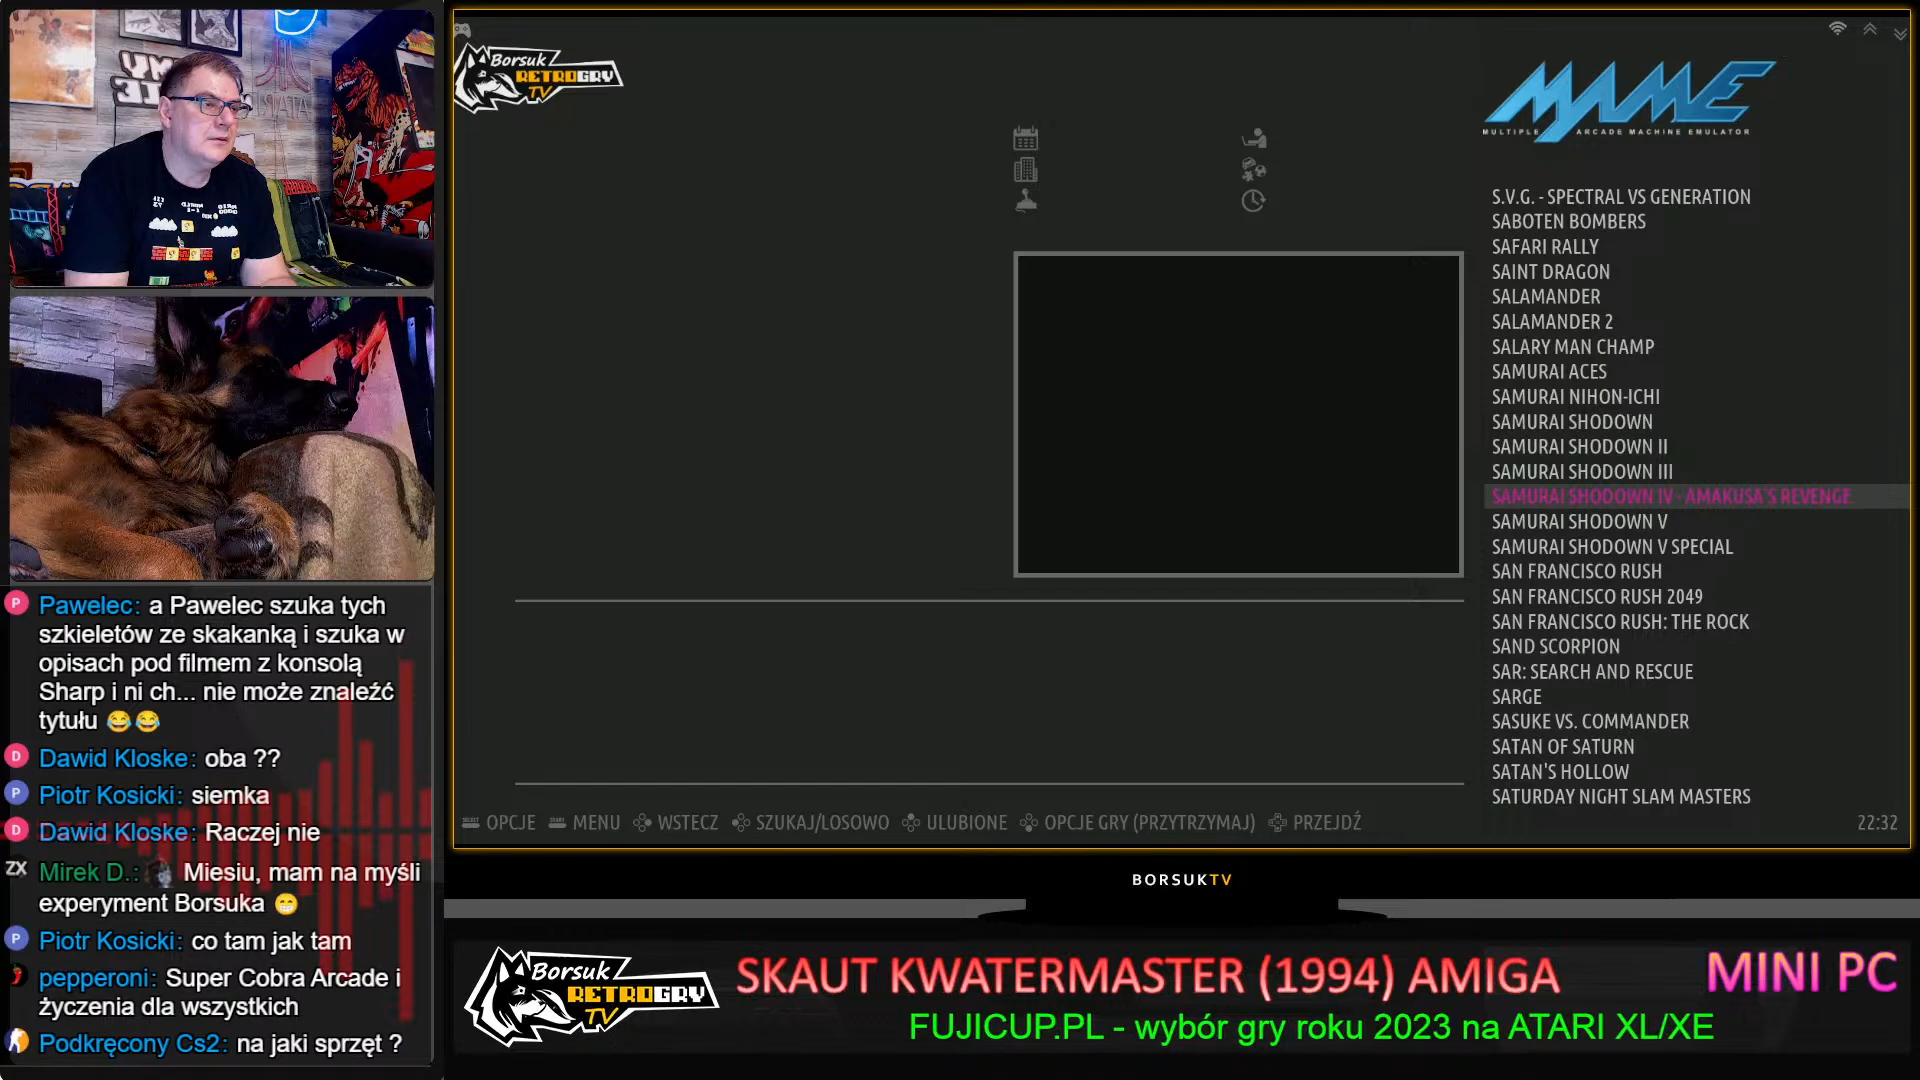 Borsuk
RETROGRY
TV
MAME
MULTIPLE ARCADE MACHINE EMULATOR
S.V.G. - SPECTRAL VS GENERATION
SABOTEN BOMBERS
SAFARI RALLY
SAINT DRAGON
SALAMANDER
SALAMANDER 2
SALARY MAN CHAMP
SAMURAI ACES
SAMURAI NIHON-ICHI
SAMURAI SHODOWN
SAMURAI SHODOWN II
SAMURAI SHODOWN III
SAMURAI SHODOWN IV - AMAKUSA'S REVENGE
SAMURAI SHODOWN V
SAMURAI SHODOWN V SPECIAL
SAN FRANCISCO RUSH
SAN FRANCISCO RUSH 2049
SAN FRANCISCO RUSH: THE ROCK
SAND SCORPION
SAR: SEARCH AND RESCUE
SARGE
SASUKE VS. COMMANDER
SATAN OF SATURN
SATAN'S HOLLOW
SATURDAY NIGHT SLAM MASTERS
SELECT OPCJE START MENU WSTECZ SZUKAJ/LOSOWO ULUBIONE OPCJE GRY (PRZYTRZYMAJ) PRZEJDŹ
22:32
P Pawelec: a Pawelec szuka tych
szkieletów ze skakanką i szuka w
opisach pod filmem z konsolą
Sharp i ni ch... nie może znaleźć
tytułu 😂😂
D Dawid Kloske: oba ??
P Piotr Kosicki: siemka
D Dawid Kloske: Raczej nie
ZX Mirek D.: Miesiu, mam na myśli
experyment Borsuka 😁
P Piotr Kosicki: co tam jak tam
pepperoni: Super Cobra Arcade i
życzenia dla wszystkich
Podkręcony Cs2: na jaki sprzęt ?
BORSUKTV
Borsuk
RETROGRY
TV
SKAUT KWATERMASTER (1994) AMIGA
MINI PC
FUJICUP.PL - wybór gry roku 2023 na ATARI XL/XE